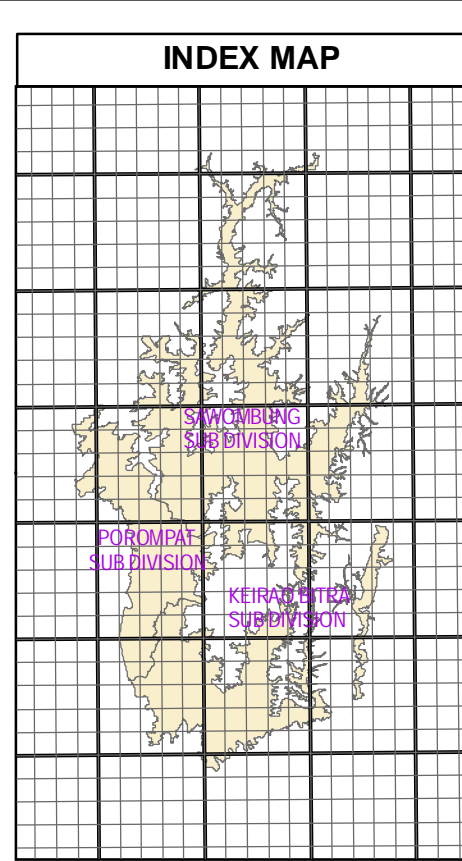 INDEX MAP
SAWOMBUNG
SUB DIVISION
POROMPAT
SUB DIVISION
KEIRAO BITRA
SUB DIVISION